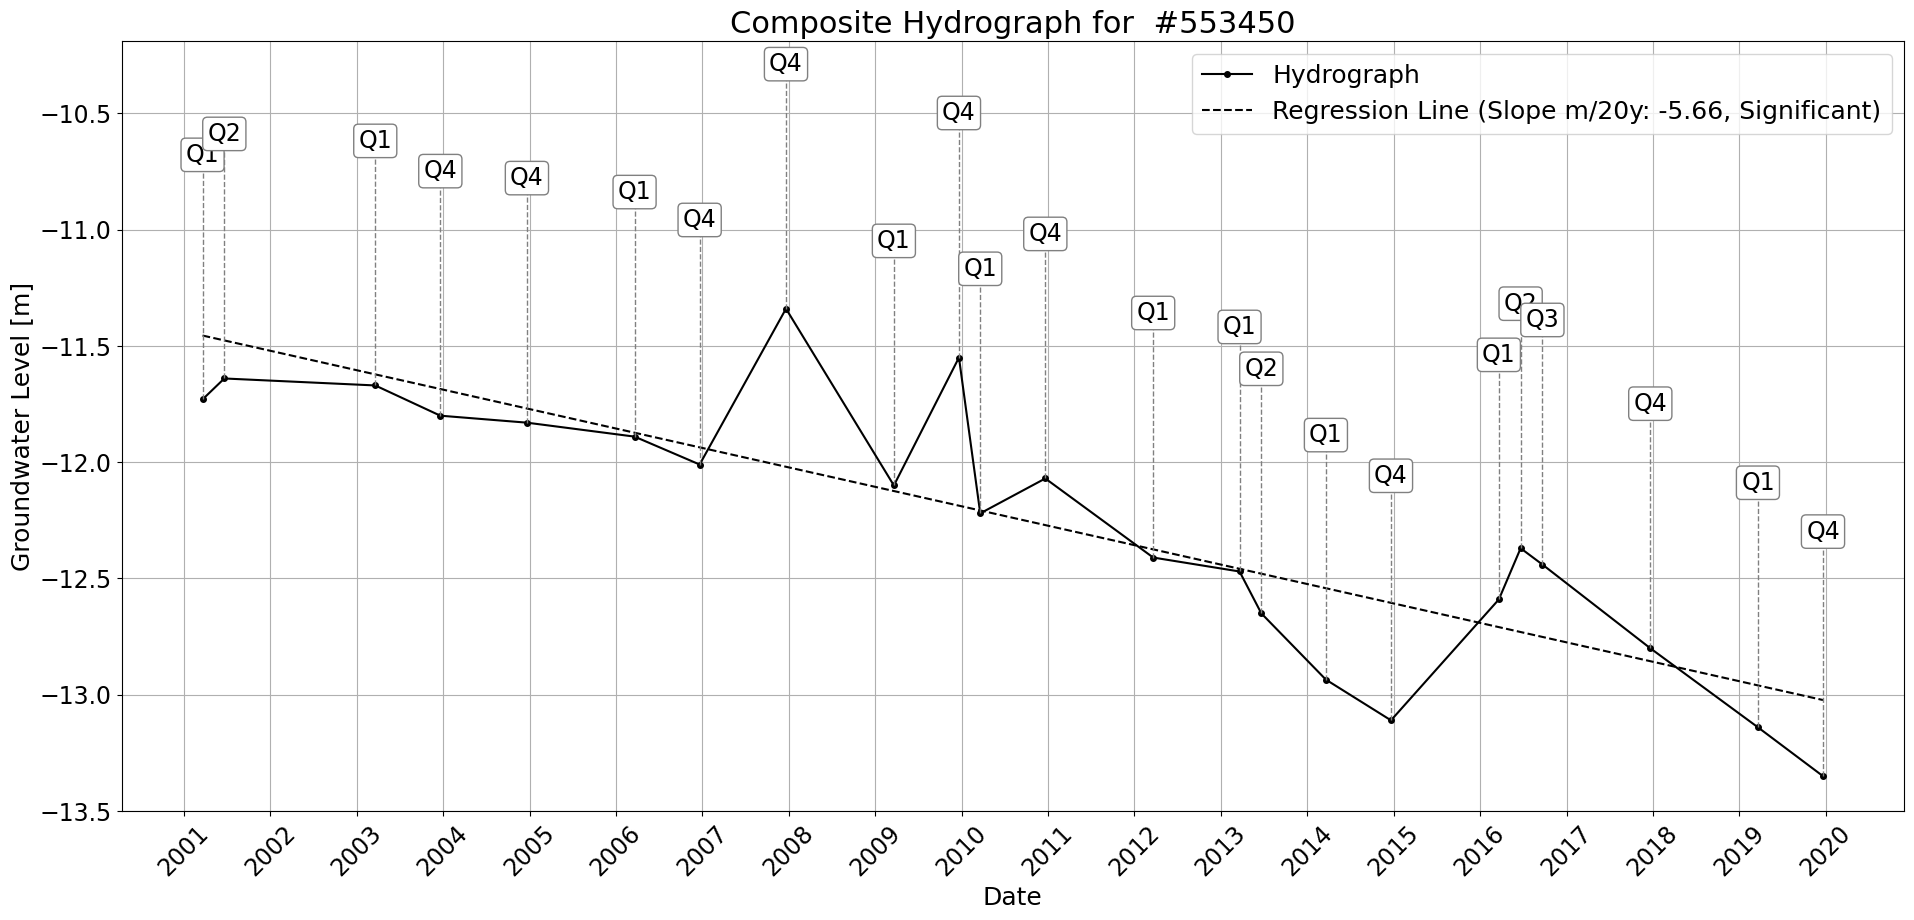 Composite Hydrograph for #553450
Hydrograph
Regression Line (Slope m/20y: -5.66, Significant)
Groundwater Level [m]
−10.5
−11.0
−11.5
−12.0
−12.5
−13.0
−13.5
Q1
Q2
Q1
Q4
Q4
Q1
Q4
Q4
Q1
Q4
Q1
Q4
Q1
Q1
Q2
Q1
Q4
Q1
Q2
Q3
Q4
Q1
Q4
2001
2002
2003
2004
2005
2006
2007
2008
2009
2010
2011
2012
2013
2014
2015
2016
2017
2018
2019
2020
Date